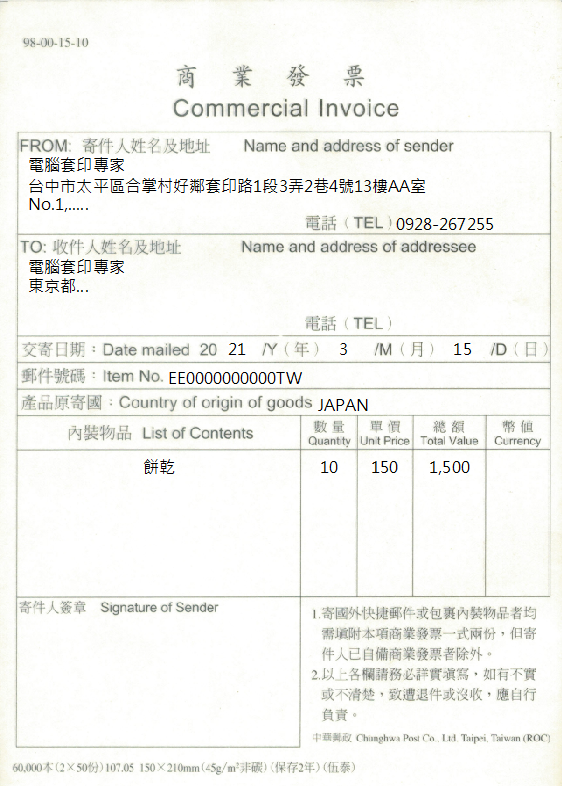 98-00-15-10
商業發票
Commercial Invoice
FROM: 寄件人姓名及地址 Name and address of sender
電腦套印專家
台中市太平區合掌村好鄰套印路1段3弄2巷4號13樓AA室
No.1,.....
電話（TEL）0928-267255
TO: 收件人姓名及地址 Name and address of addressee
電腦套印專家
東京都...
電話（TEL）
交寄日期：Date mailed 20 21 /Y（年） 3 /M（月） 15 /D（日）
郵件號碼：Item No. EE0000000000TW
產品原寄國：Country of origin of goods JAPAN
內裝物品 List of Contents 數量 Quantity 單價 Unit Price 總額 Total Value 幣值 Currency
餅乾 10 150 1,500
寄件人簽章 Signature of Sender
1.寄國外快捷郵件或包裹內裝物品者均
需填附本項商業發票一式兩份，但寄
件人已自備商業發票者除外。
2.以上各欄請務必詳實填寫，如有不實
或不清楚，致遭退件或沒收，應自行
負責。
中華郵政 Chunghwa Post Co., Ltd. Taipei, Taiwan (ROC)
60,000本(2×50份)107.05 150×210mm(45g/m²非碳)(保存2年)(伍泰)